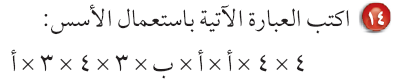 ١٤ اكتب العبارة الآتية باستعمال الأسس:
٤ × ٤ × أ × أ × ب × ٣ × ٤ × ٣ × أ